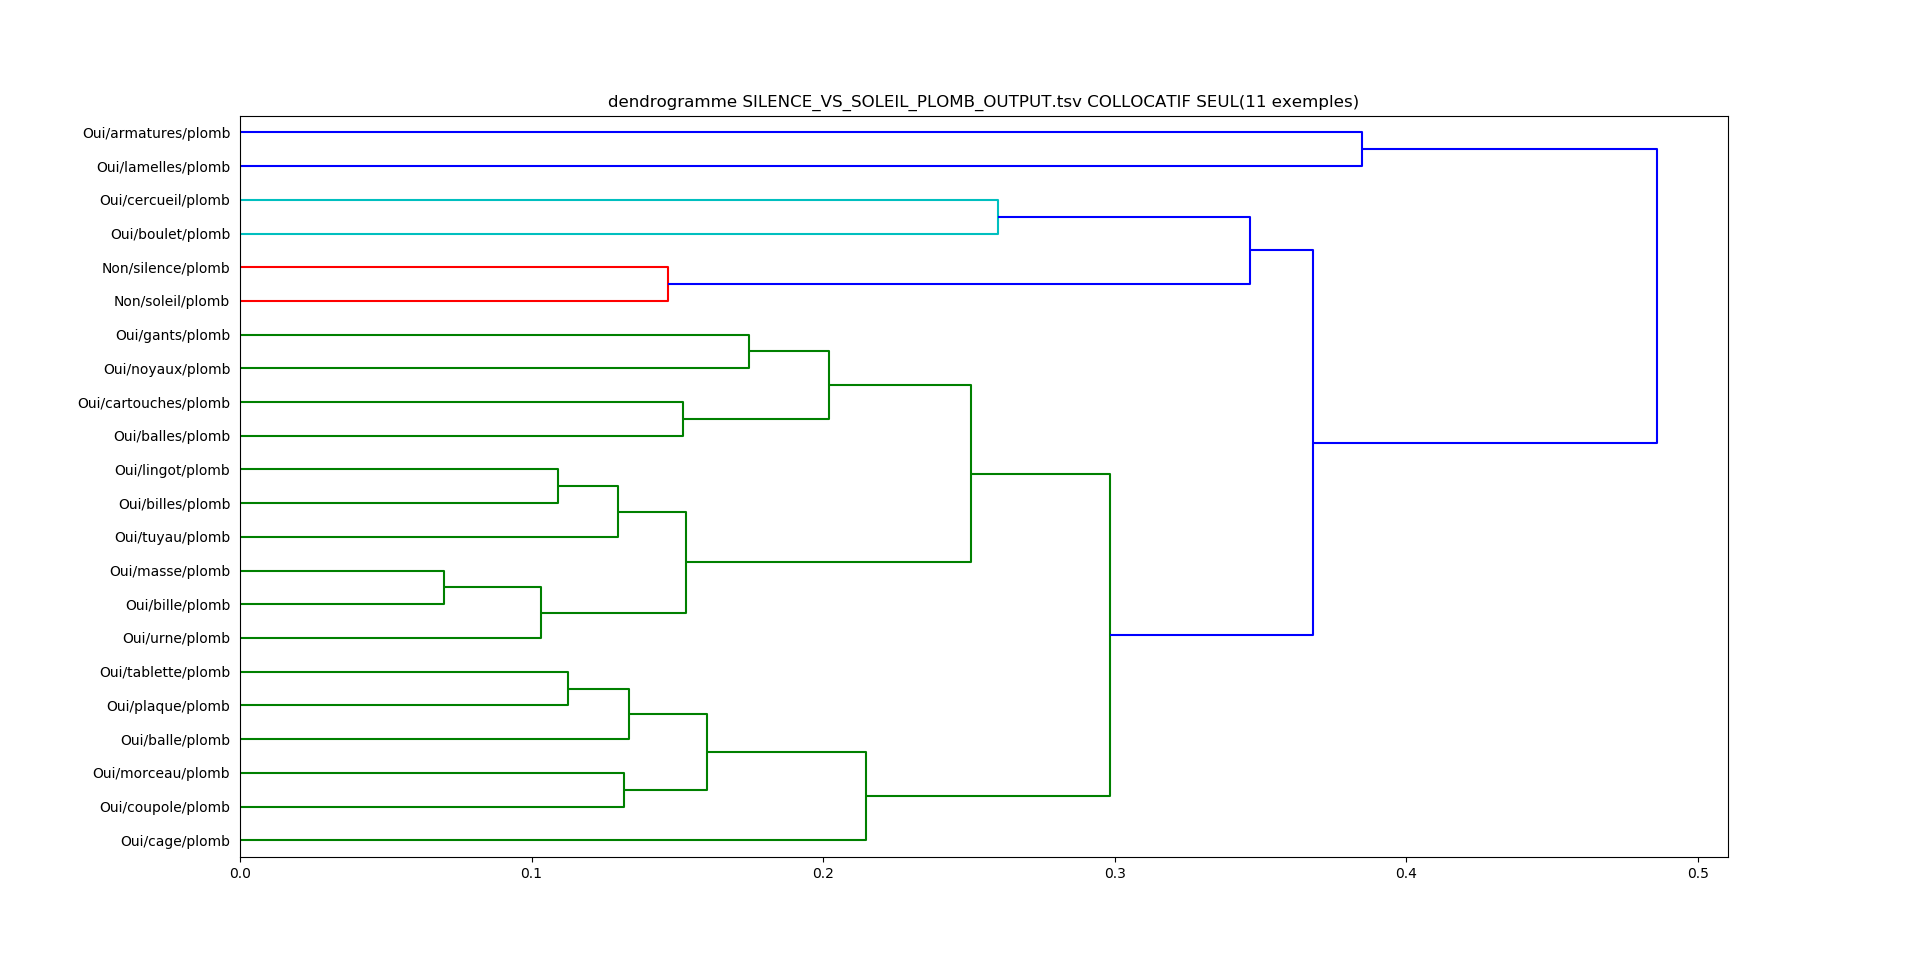 dendrogramme SILENCE_VS_SOLEIL_PLOMB_OUTPUT.tsv COLLOCATIF SEUL(11 exemples)
Oui/armatures/plomb
Oui/lamelles/plomb
Oui/cercueil/plomb
Oui/boulet/plomb
Non/silence/plomb
Non/soleil/plomb
Oui/gants/plomb
Oui/noyaux/plomb
Oui/cartouches/plomb
Oui/balles/plomb
Oui/lingot/plomb
Oui/billes/plomb
Oui/tuyau/plomb
Oui/masse/plomb
Oui/bille/plomb
Oui/urne/plomb
Oui/tablette/plomb
Oui/plaque/plomb
Oui/balle/plomb
Oui/morceau/plomb
Oui/coupole/plomb
Oui/cage/plomb
0.0 0.1 0.2 0.3 0.4 0.5